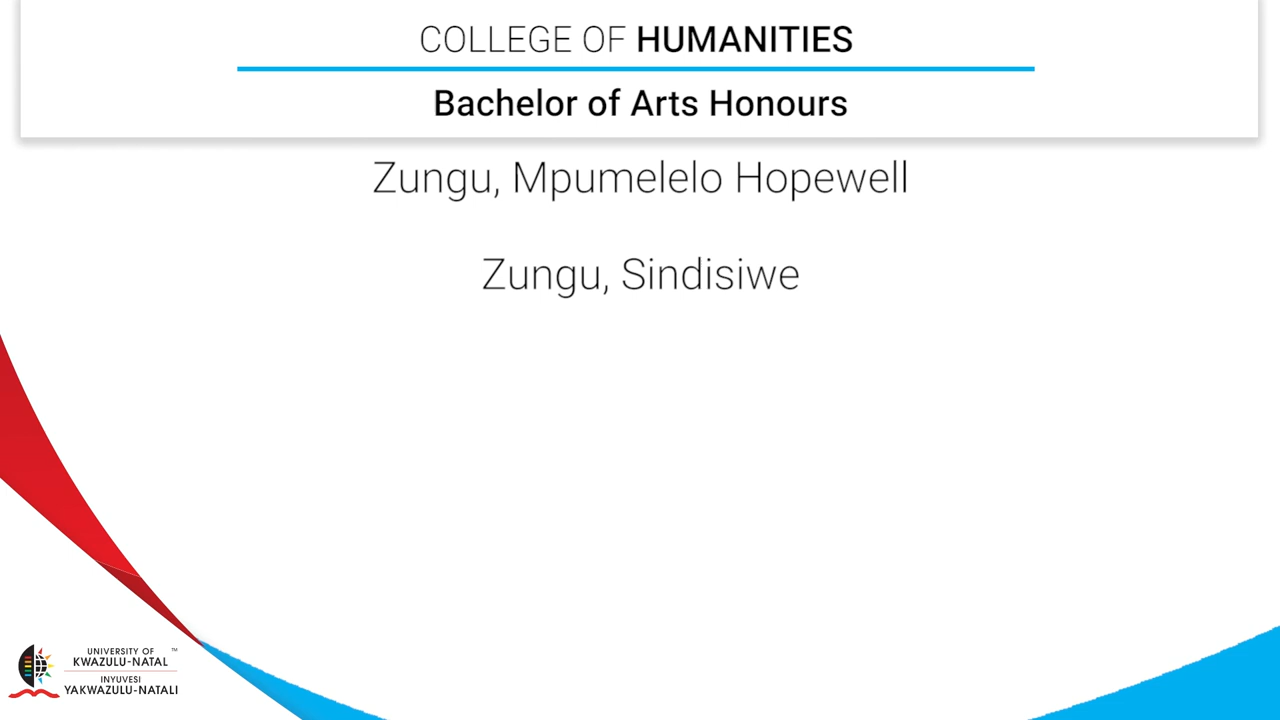 COLLEGE OF HUMANITIES
Bachelor of Arts Honours
Zungu, Mpumelelo Hopewell
Zungu, Sindisiwe
UNIVERSITY OF ™
KWAZULU-NATAL
INYUVESI
YAKWAZULU-NATALI